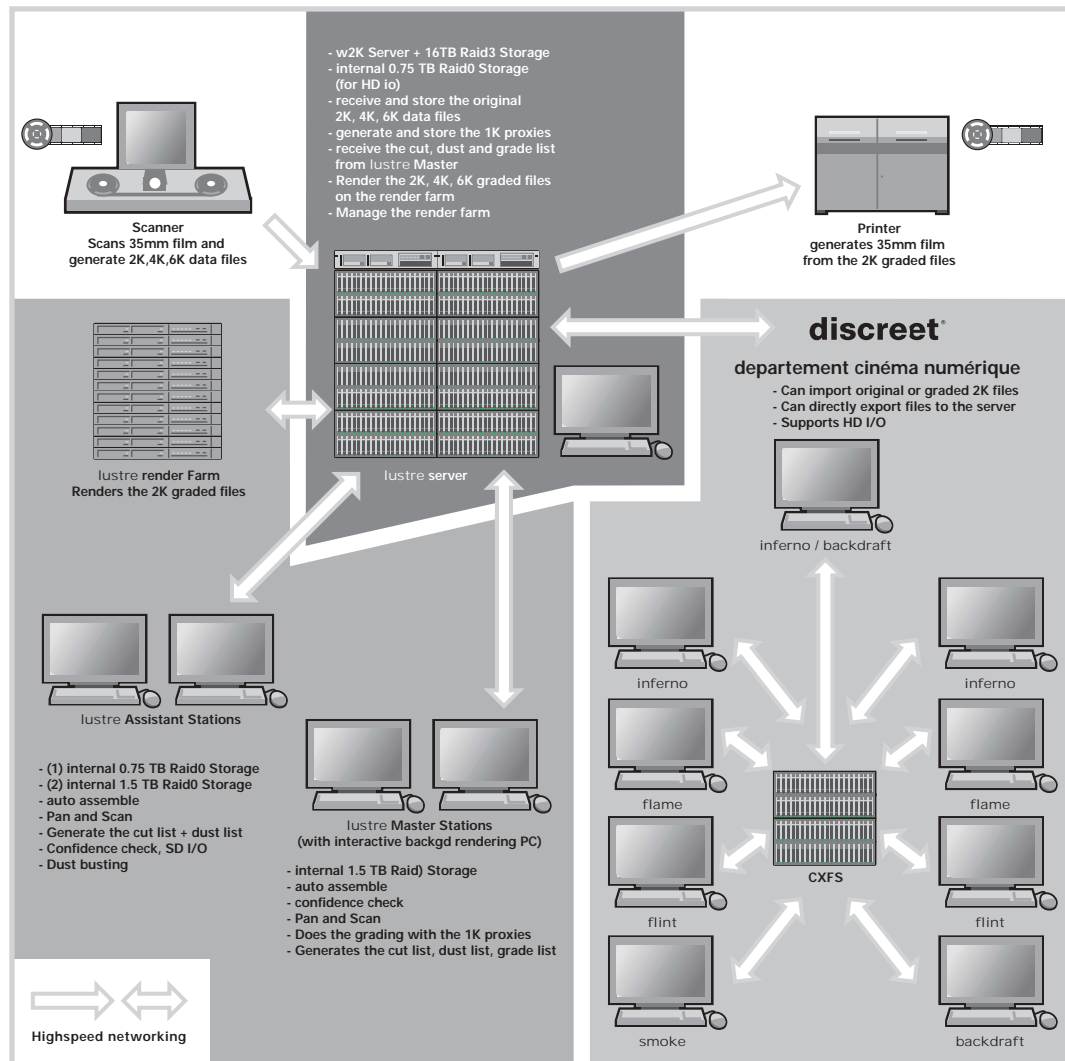 - w2K Server + 16TB Raid3 Storage
- internal 0.75 TB Raid0 Storage
(for HD io)
- receive and store the original
2K, 4K, 6K data files
- generate and store the 1K proxies
- receive the cut, dust and grade list
from lustre Master
- Render the 2K, 4K, 6K graded files
on the render farm
- Manage the render farm
Scanner
Scans 35mm film and
generate 2K,4K,6K data files
Printer
generates 35mm film
from the 2K graded files
lustre render Farm
Renders the 2K graded files
lustre server
discreet®
departement cinéma numérique
- Can import original or graded 2K files
- Can directly export files to the server
- Supports HD I/O
inferno / backdraft
lustre Assistant Stations
- (1) internal 0.75 TB Raid0 Storage
- (2) internal 1.5 TB Raid0 Storage
- auto assemble
- Pan and Scan
- Generate the cut list + dust list
- Confidence check, SD I/O
- Dust busting
lustre Master Stations
(with interactive backgd rendering PC)
- internal 1.5 TB Raid) Storage
- auto assemble
- confidence check
- Pan and Scan
- Does the grading with the 1K proxies
- Generates the cut list, dust list, grade list
inferno
inferno
flame
flame
CXFS
flint
flint
smoke
backdraft
Highspeed networking